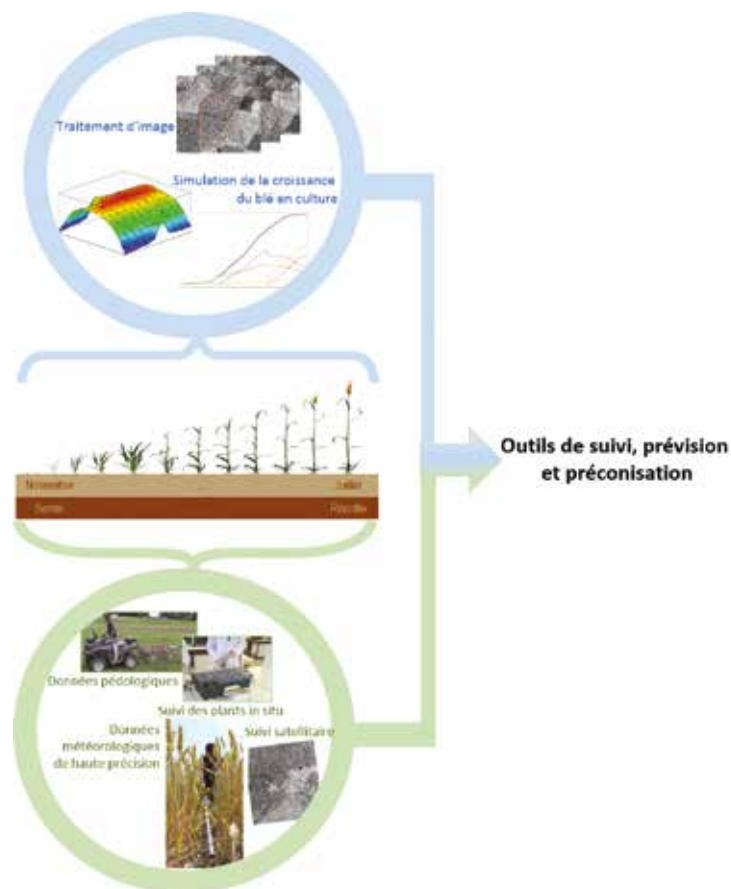 Traitement d'image
Simulation de la croissance
du blé en culture
Novembre
Juillet
Semis
Récolte
Outils de suivi, prévision
et préconisation
Données pédologiques
Suivi des plants in situ
Données
météorologiques
de haute précision
Suivi satellitaire